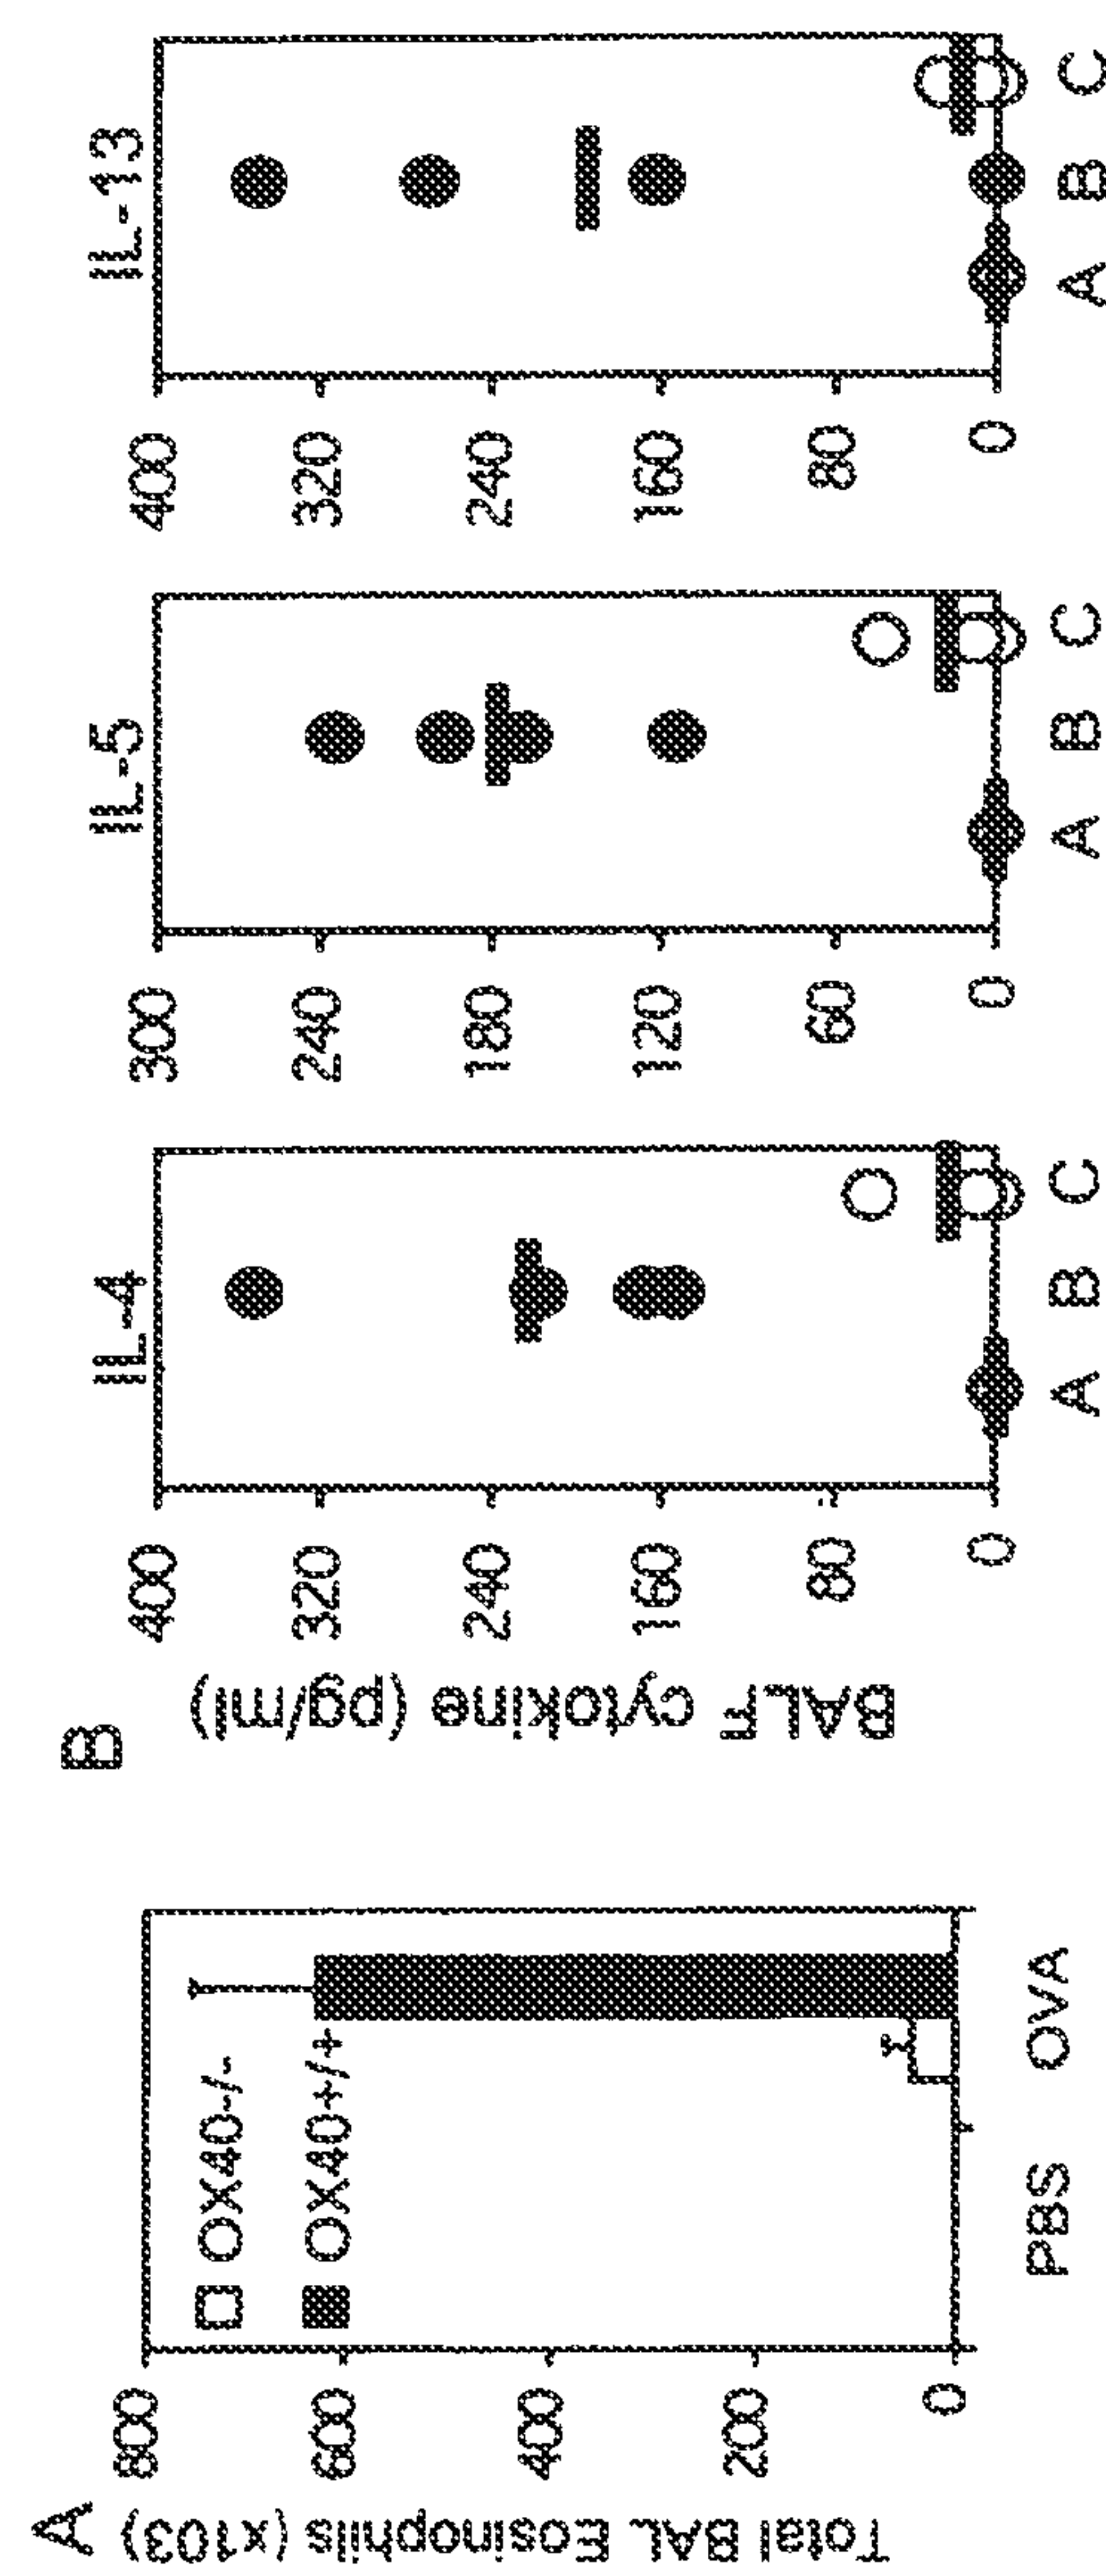 A
Total BAL Eosinophils (x103)
800
600
400
200
0
OX40-/-
OX40+/+
PBS OVA
B
BALF cytokine (pg/ml)
IL-4
400
320
240
160
80
0
A B C
IL-5
300
240
180
120
60
0
A B C
IL-13
400
320
240
160
80
0
A B C